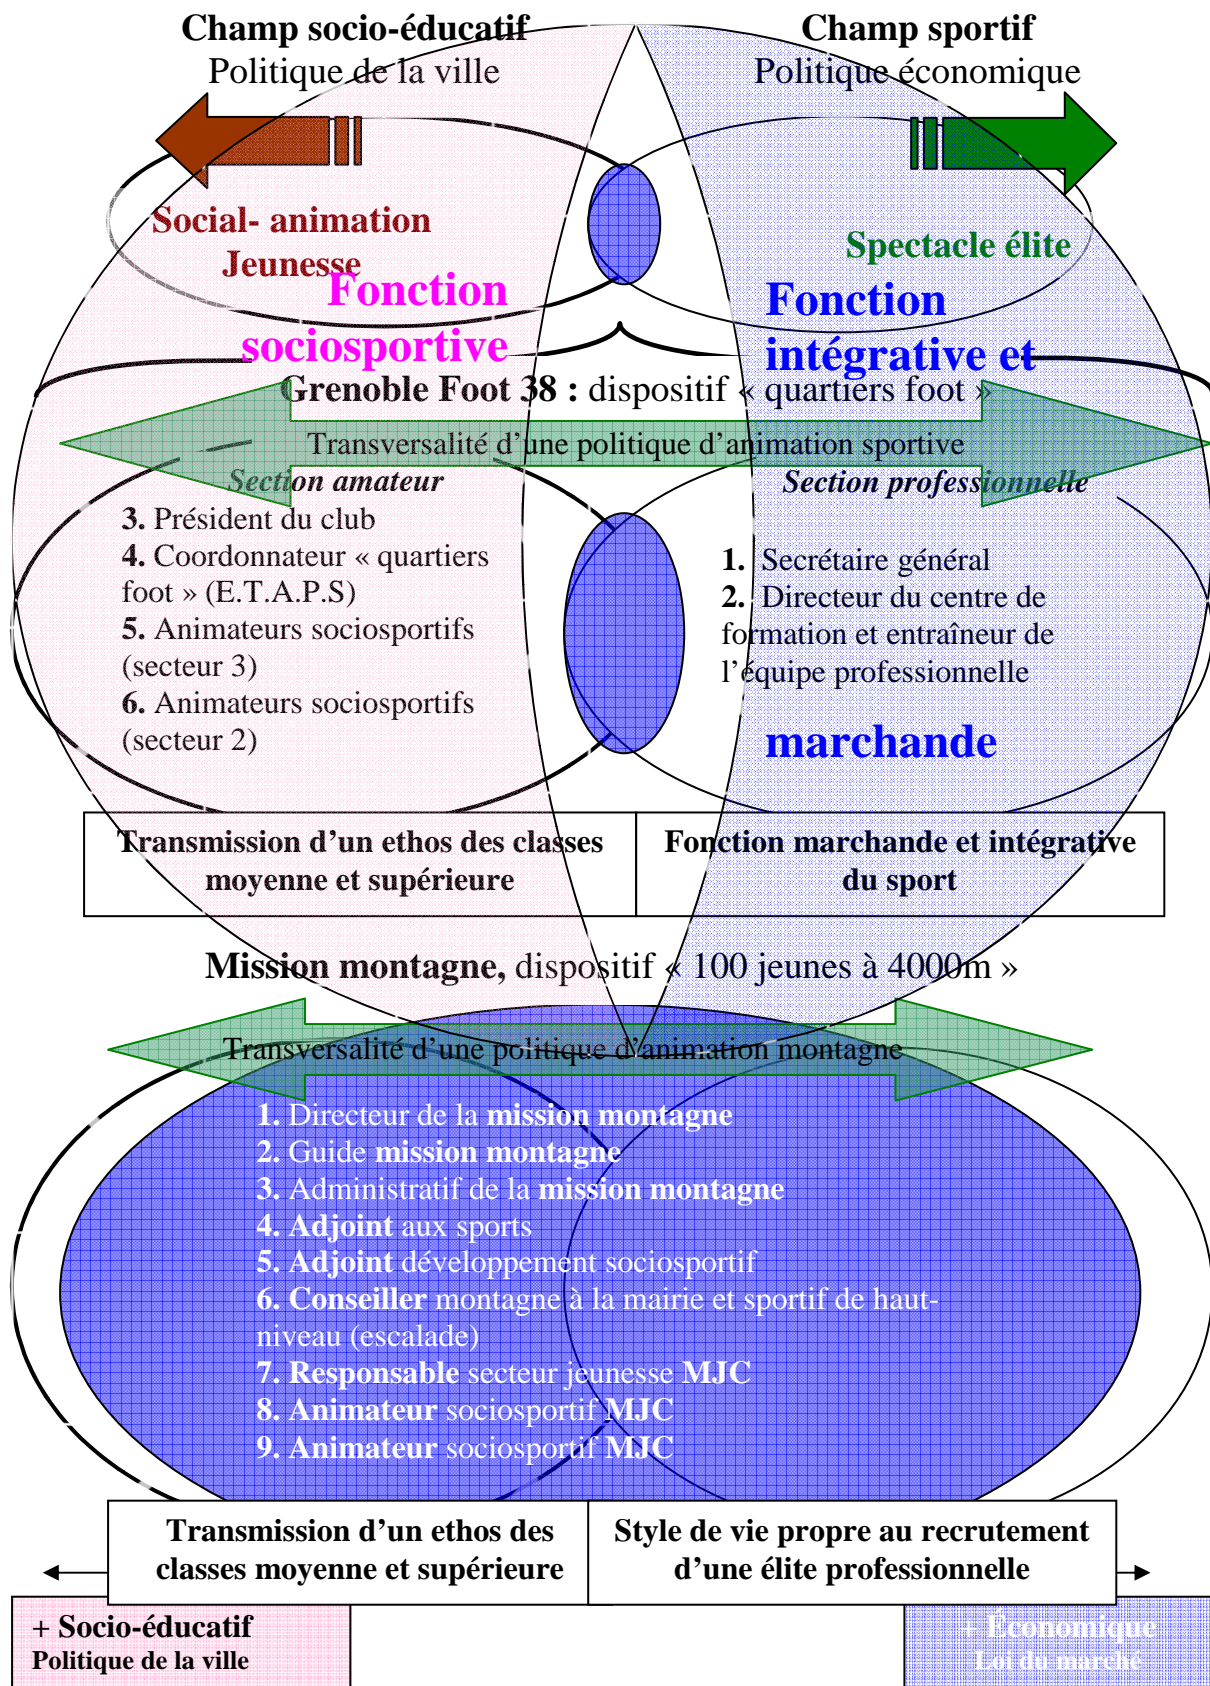 Champ socio-éducatif
Politique de la ville
Champ sportif
Politique économique
Social- animation
Jeunesse
Spectacle élite
Fonction
sociosportive
Fonction
intégrative et
Grenoble Foot 38 : dispositif « quartiers foot »
Transversalité d’une politique d’animation sportive
Section amateur
3. Président du club
4. Coordonnateur « quartiers
foot » (E.T.A.P.S)
5. Animateurs sociosportifs
(secteur 3)
6. Animateurs sociosportifs
(secteur 2)
Section professionnelle
1. Secrétaire général
2. Directeur du centre de
formation et entraîneur de
l’équipe professionnelle
marchande
Transmission d’un ethos des classes
moyenne et supérieure
Fonction marchande et intégrative
du sport
Mission montagne, dispositif « 100 jeunes à 4000m »
Transversalité d’une politique d’animation montagne
1. Directeur de la mission montagne
2. Guide mission montagne
3. Administratif de la mission montagne
4. Adjoint aux sports
5. Adjoint développement sociosportif
6. Conseiller montagne à la mairie et sportif de haut-
niveau (escalade)
7. Responsable secteur jeunesse MJC
8. Animateur sociosportif MJC
9. Animateur sociosportif MJC
Transmission d’un ethos des
classes moyenne et supérieure
Style de vie propre au recrutement
d’une élite professionnelle
+ Socio-éducatif
Politique de la ville
+ Économique
Loi du marché